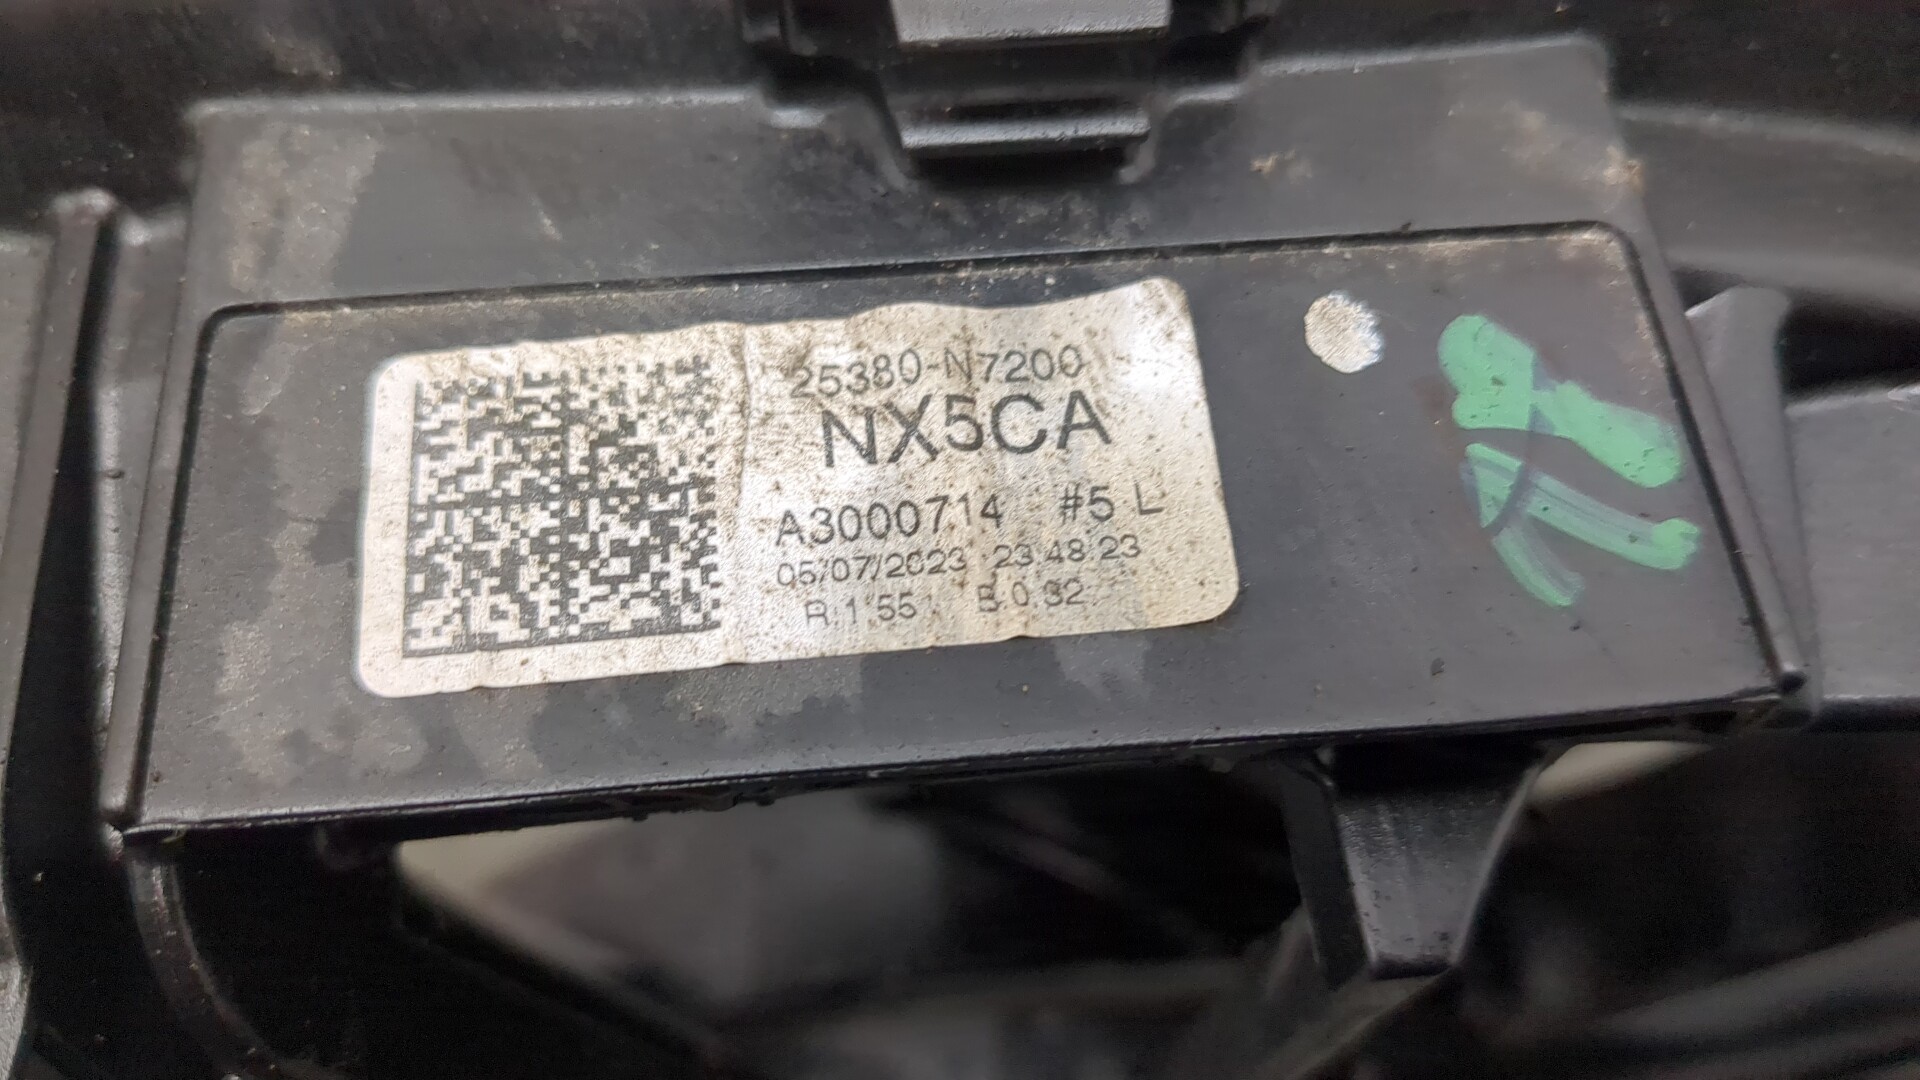 25380-N7200
NX5CA
A3000714 #5 L
05/07/2023 23:48:23
R:1.55 B:0.32